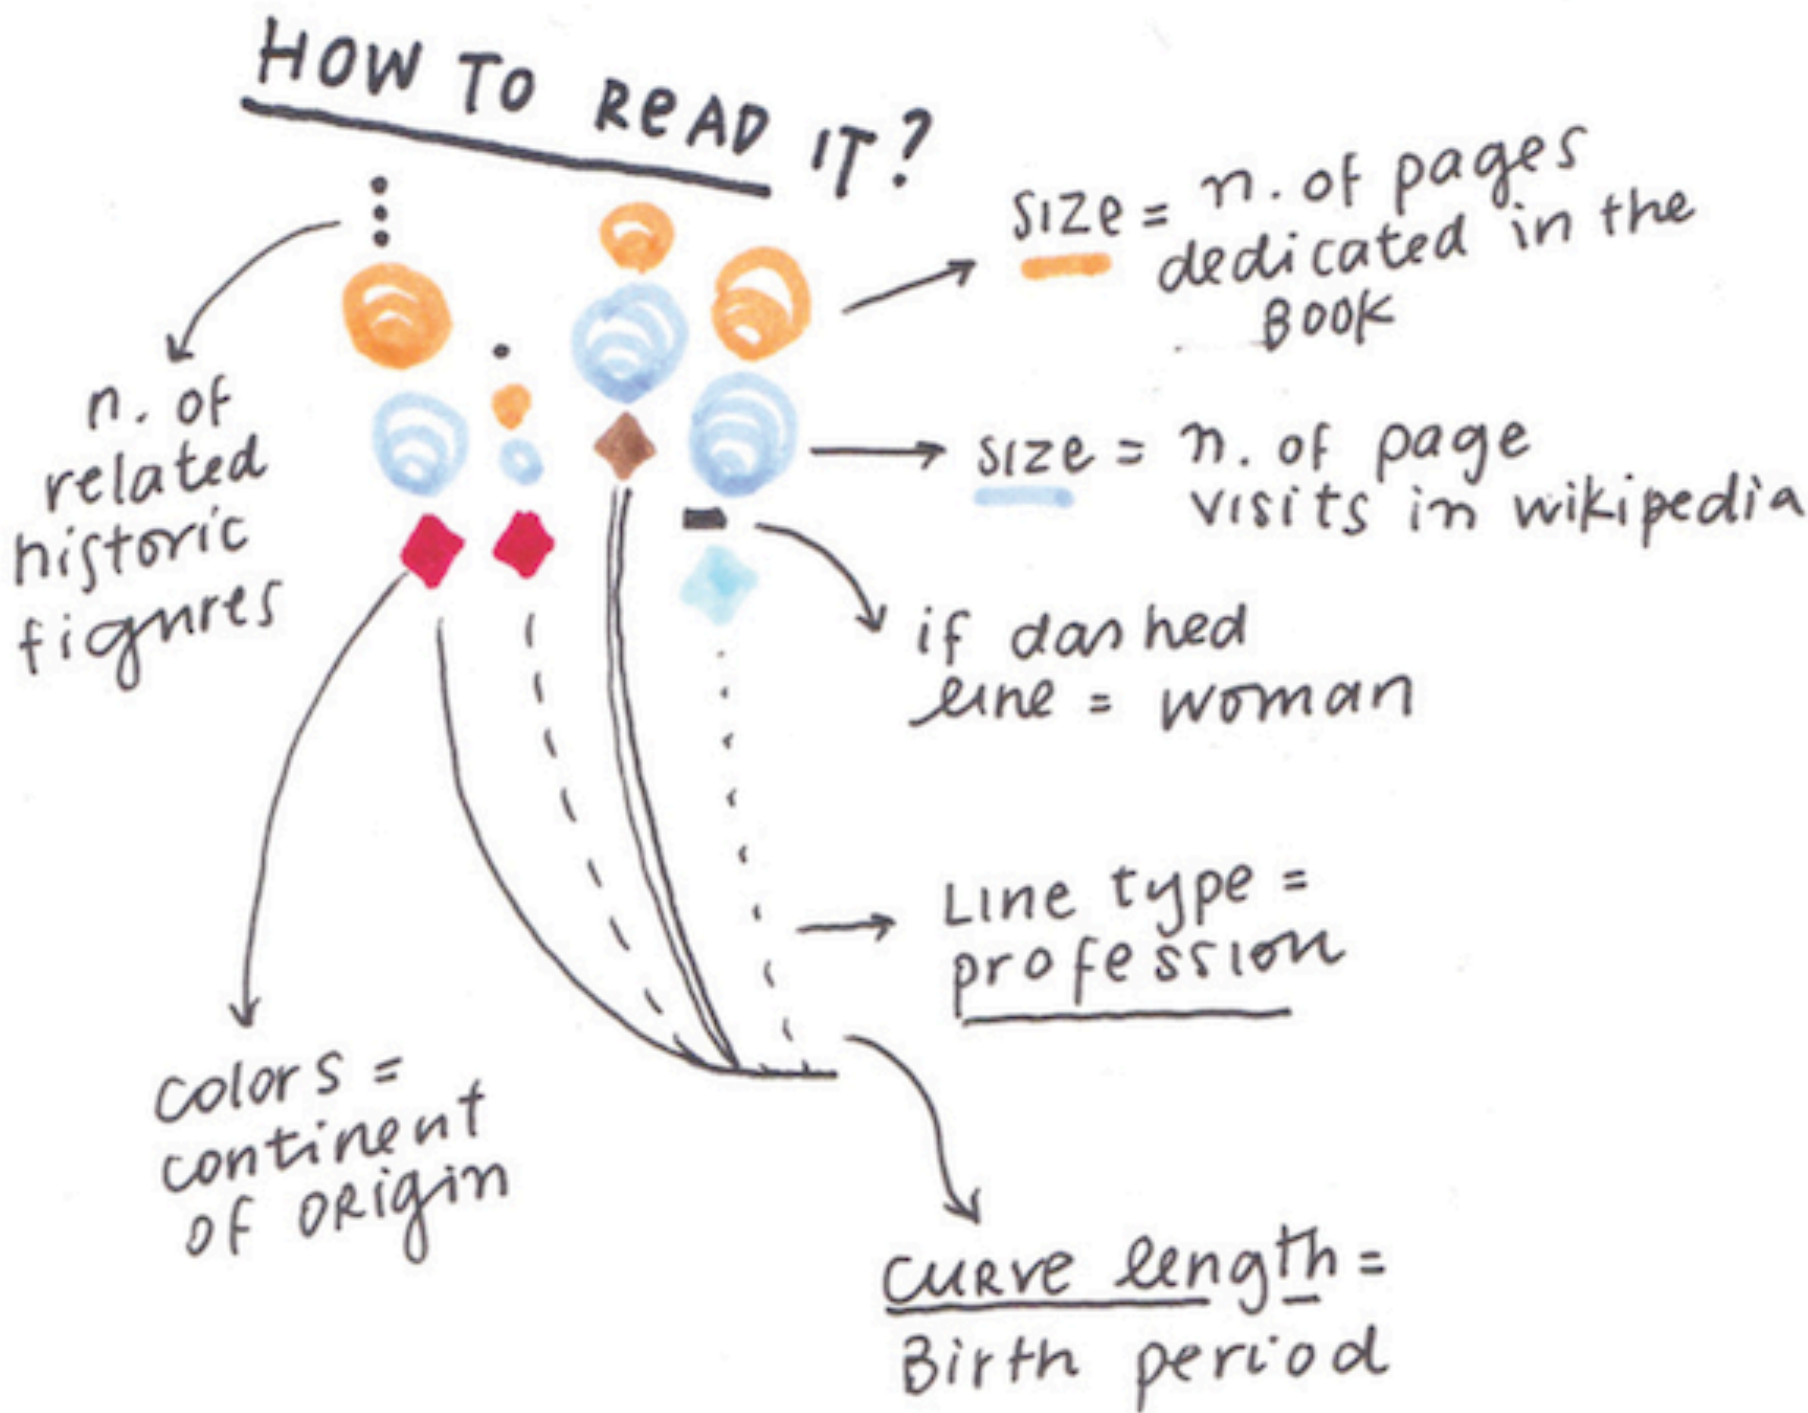 HOW TO ReAD IT?
SIZe = n. of pages
dedicated in the
BOOK
n. of
related
historic
figures
SIZe = n. of page
visits in wikipedia
if dashed
line = woman
Line type =
profession
colors =
continent
of ORigin
CURve length =
Birth period